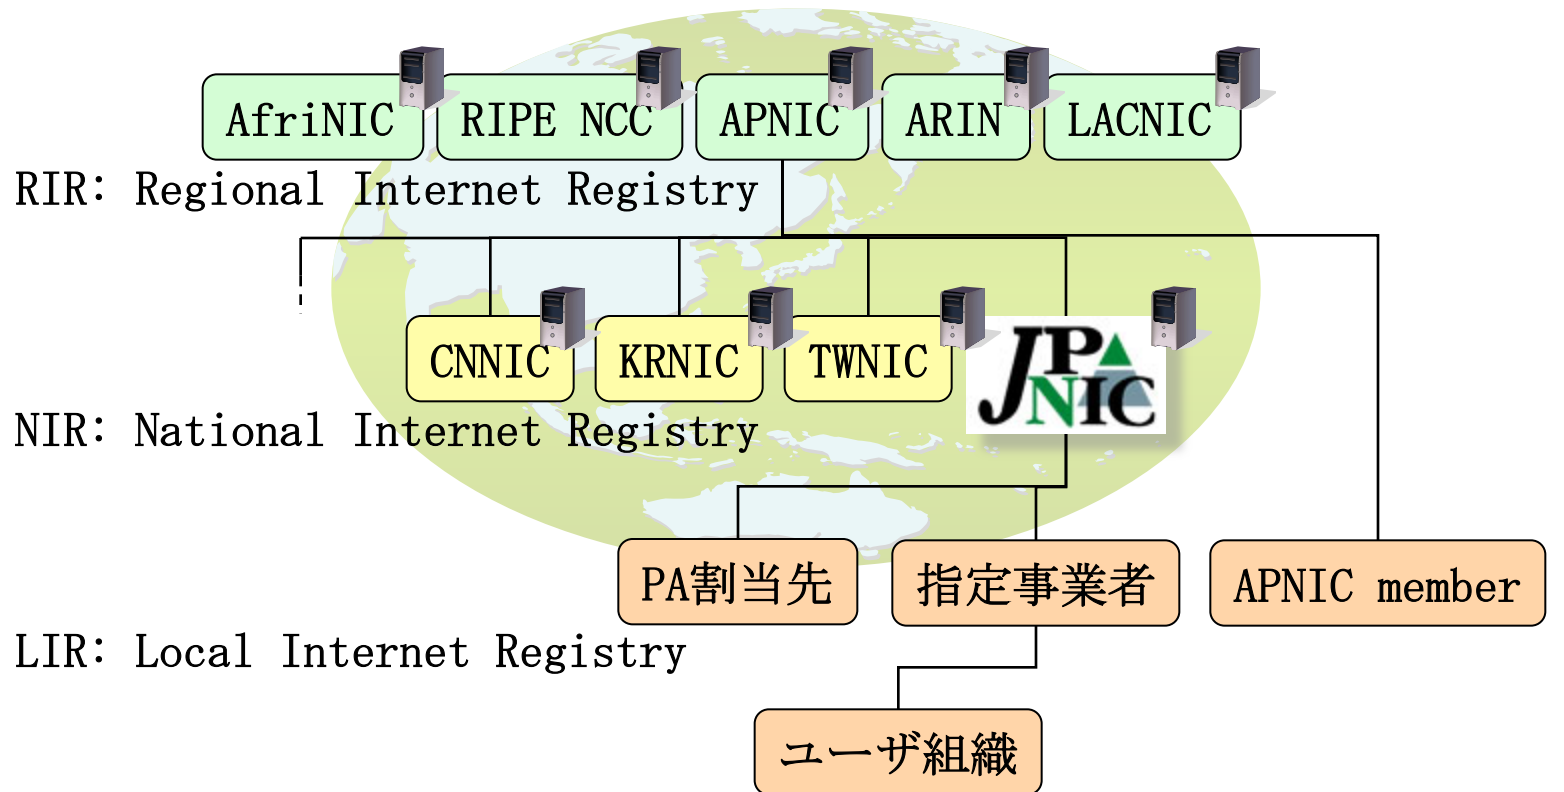 AfriNIC
RIPE NCC
APNIC
ARIN
LACNIC
RIR: Regional Internet Registry
CNNIC
KRNIC
TWNIC
JPNIC
NIR: National Internet Registry
PA割当先
指定事業者
APNIC member
LIR: Local Internet Registry
ユーザ組織